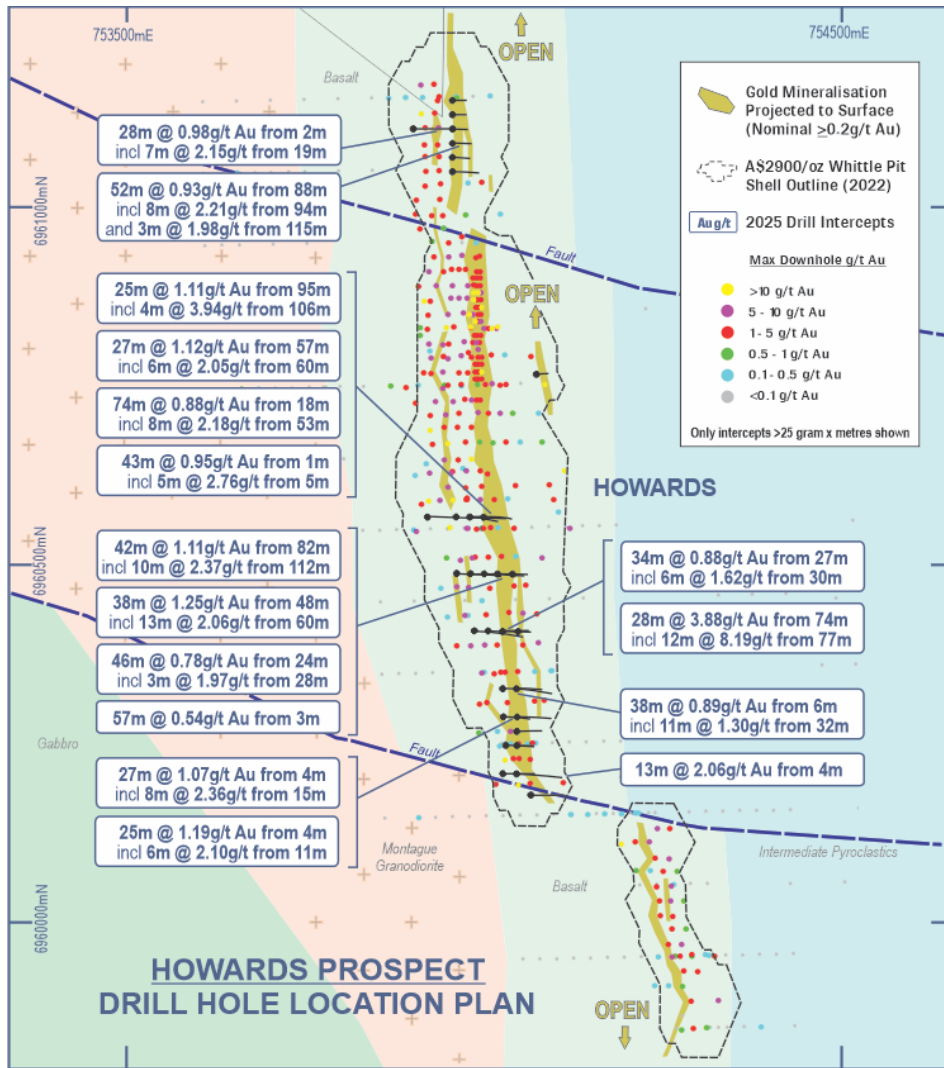 753500mE
754500mE
OPEN
Basalt
28m @ 0.98g/t Au from 2m
incl 7m @ 2.15g/t from 19m
52m @ 0.93g/t Au from 88m
incl 8m @ 2.21g/t from 94m
and 3m @ 1.98g/t from 115m
6961000mN
Fault
OPEN
25m @ 1.11g/t Au from 95m
incl 4m @ 3.94g/t from 106m
27m @ 1.12g/t Au from 57m
incl 6m @ 2.05g/t from 60m
74m @ 0.88g/t Au from 18m
incl 8m @ 2.18g/t from 53m
43m @ 0.95g/t Au from 1m
incl 5m @ 2.76g/t from 5m
Gold Mineralisation
Projected to Surface
(Nominal ≥0.2g/t Au)
A$2900/oz Whittle Pit
Shell Outline (2022)
Au g/t 2025 Drill Intercepts
Max Downhole g/t Au
>10 g/t Au
5 - 10 g/t Au
1- 5 g/t Au
0.5 - 1 g/t Au
0.1- 0.5 g/t Au
<0.1 g/t Au
Only intercepts >25 gram x metres shown
HOWARDS
6960500mN
42m @ 1.11g/t Au from 82m
incl 10m @ 2.37g/t from 112m
38m @ 1.25g/t Au from 48m
incl 13m @ 2.06g/t from 60m
46m @ 0.78g/t Au from 24m
incl 3m @ 1.97g/t from 28m
57m @ 0.54g/t Au from 3m
34m @ 0.88g/t Au from 27m
incl 6m @ 1.62g/t from 30m
28m @ 3.88g/t Au from 74m
incl 12m @ 8.19g/t from 77m
38m @ 0.89g/t Au from 6m
incl 11m @ 1.30g/t from 32m
13m @ 2.06g/t Au from 4m
Gabbro
Fault
27m @ 1.07g/t Au from 4m
incl 8m @ 2.36g/t from 15m
25m @ 1.19g/t Au from 4m
incl 6m @ 2.10g/t from 11m
Montague
Granodiorite
Basalt
Intermediate Pyroclastics
6960000mN
HOWARDS PROSPECT
DRILL HOLE LOCATION PLAN
OPEN